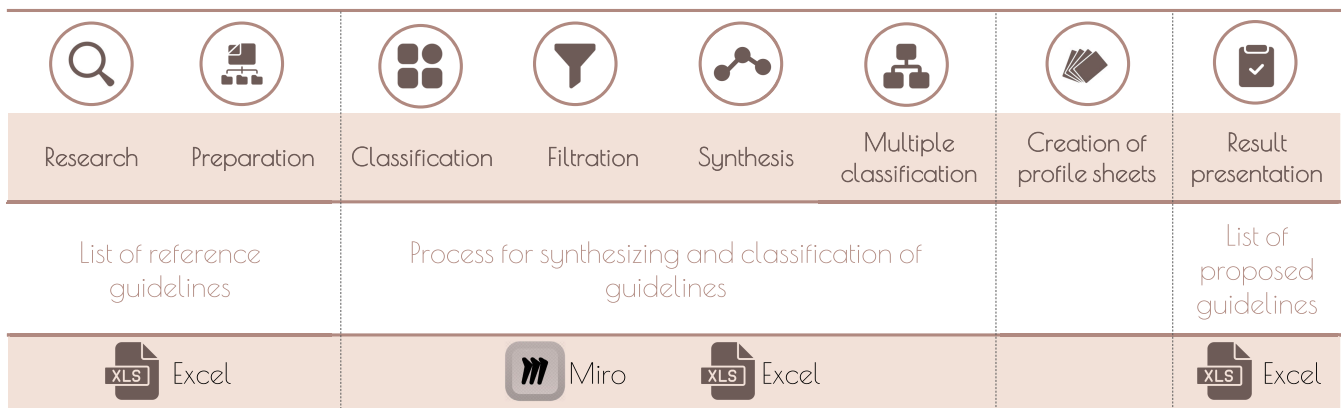 Research
Preparation
Classification
Filtration
Synthesis
Multiple
classification
Creation of
profile sheets
Result
presentation
List of reference
guidelines
Process for synthesizing and classification of
guidelines
List of
proposed
guidelines
XLS Excel
Miro
XLS Excel
XLS Excel